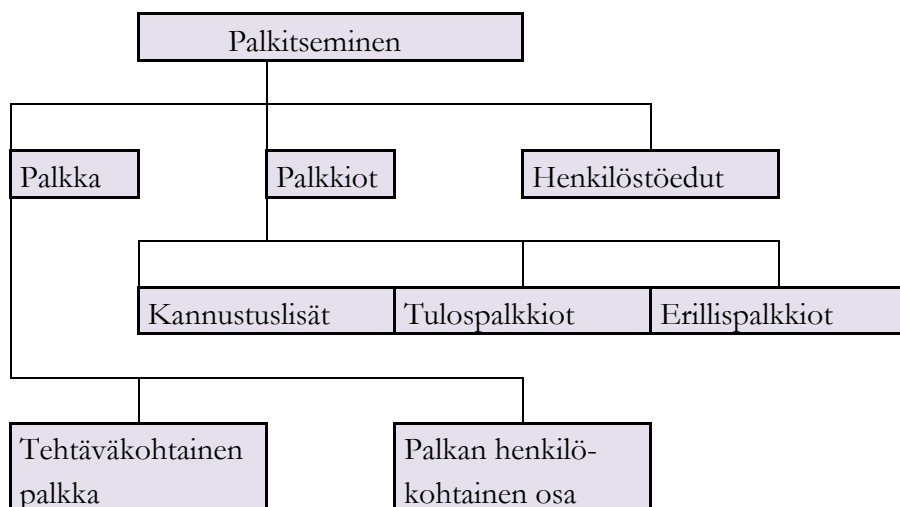 Palkitseminen
Palkka
Palkkiot
Henkilöstöedut
Kannustuslisät
Tulospalkkiot
Erillispalkkiot
Tehtäväkohtainen
palkka
Palkan henkilö-
kohtainen osa